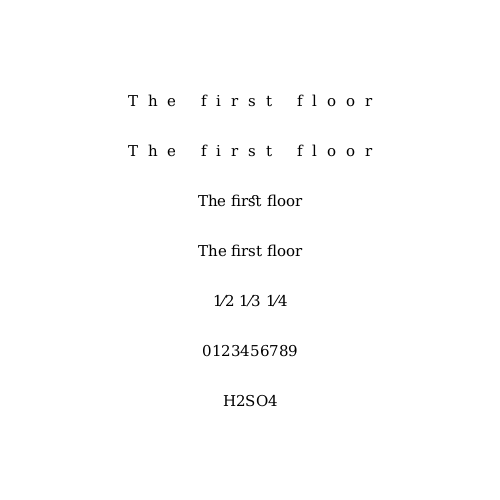 T h e  f i r s t  f l o o r
T h e  f i r s t  f l o o r
The first floor
The first floor
1⁄2 1⁄3 1⁄4
0123456789
H2SO4